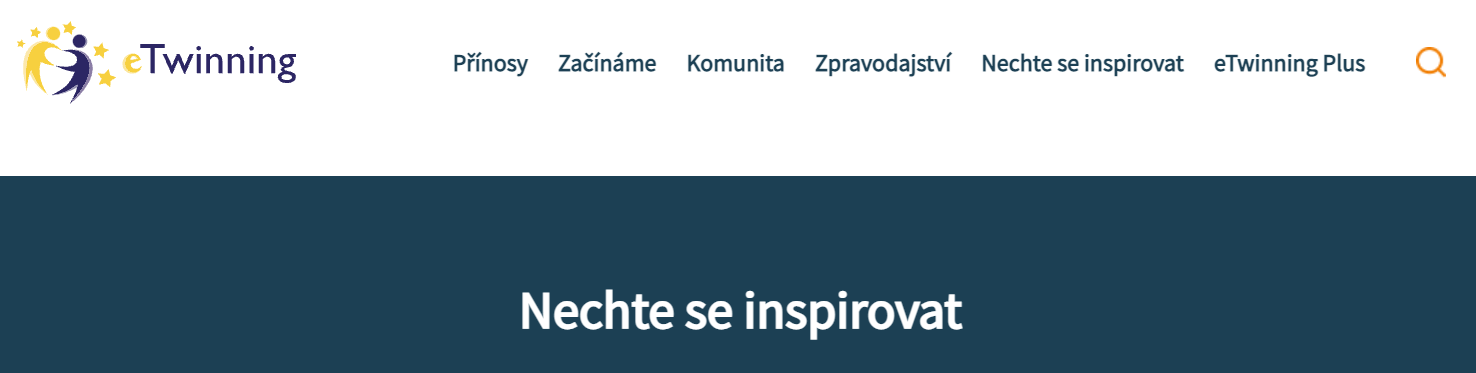 eTwinning
Přínosy Začínáme Komunita Zpravodajství Nechte se inspirovat eTwinning Plus
Nechte se inspirovat